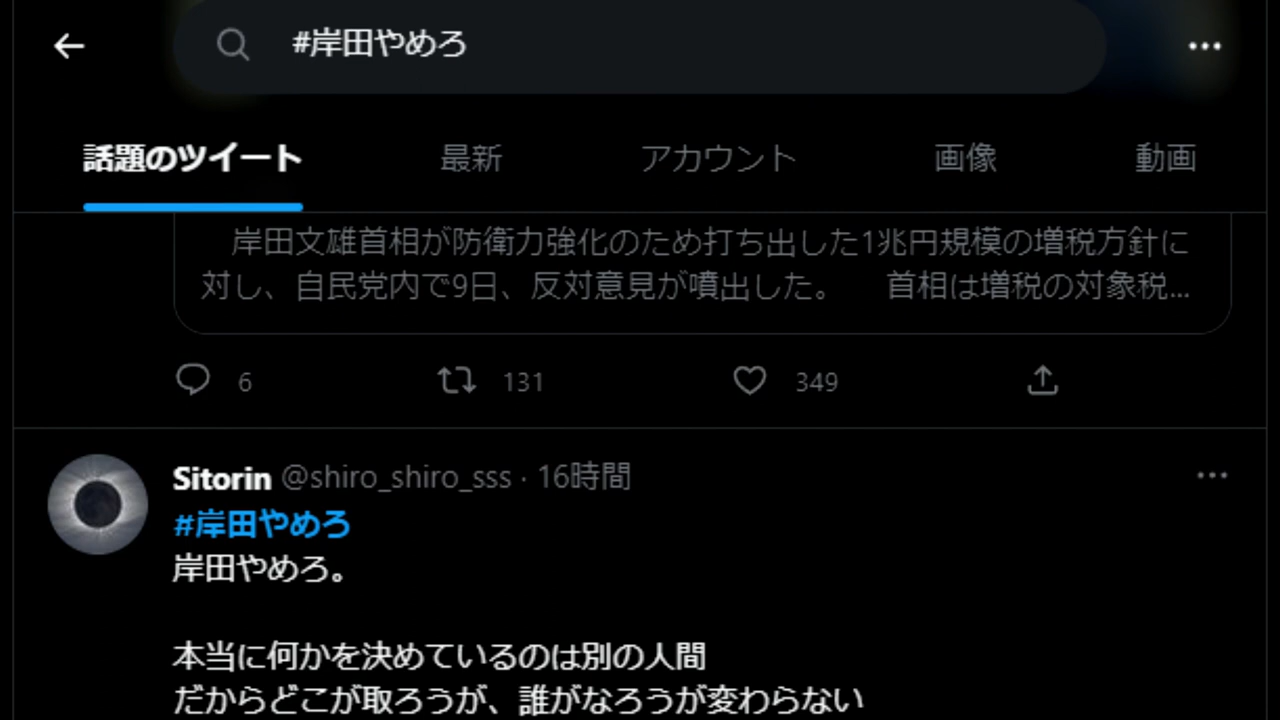 #岸田やめろ
話題のツイート 最新 アカウント 画像 動画
岸田文雄首相が防衛力強化のため打ち出した1兆円規模の増税方針に
対し、自民党内で9日、反対意見が噴出した。 首相は増税の対象税...
6 131 349
Sitorin @shiro_shiro_sss · 16時間
#岸田やめろ
岸田やめろ。
本当に何かを決めているのは別の人間
だからどこが取ろうが、誰がなろうが変わらない